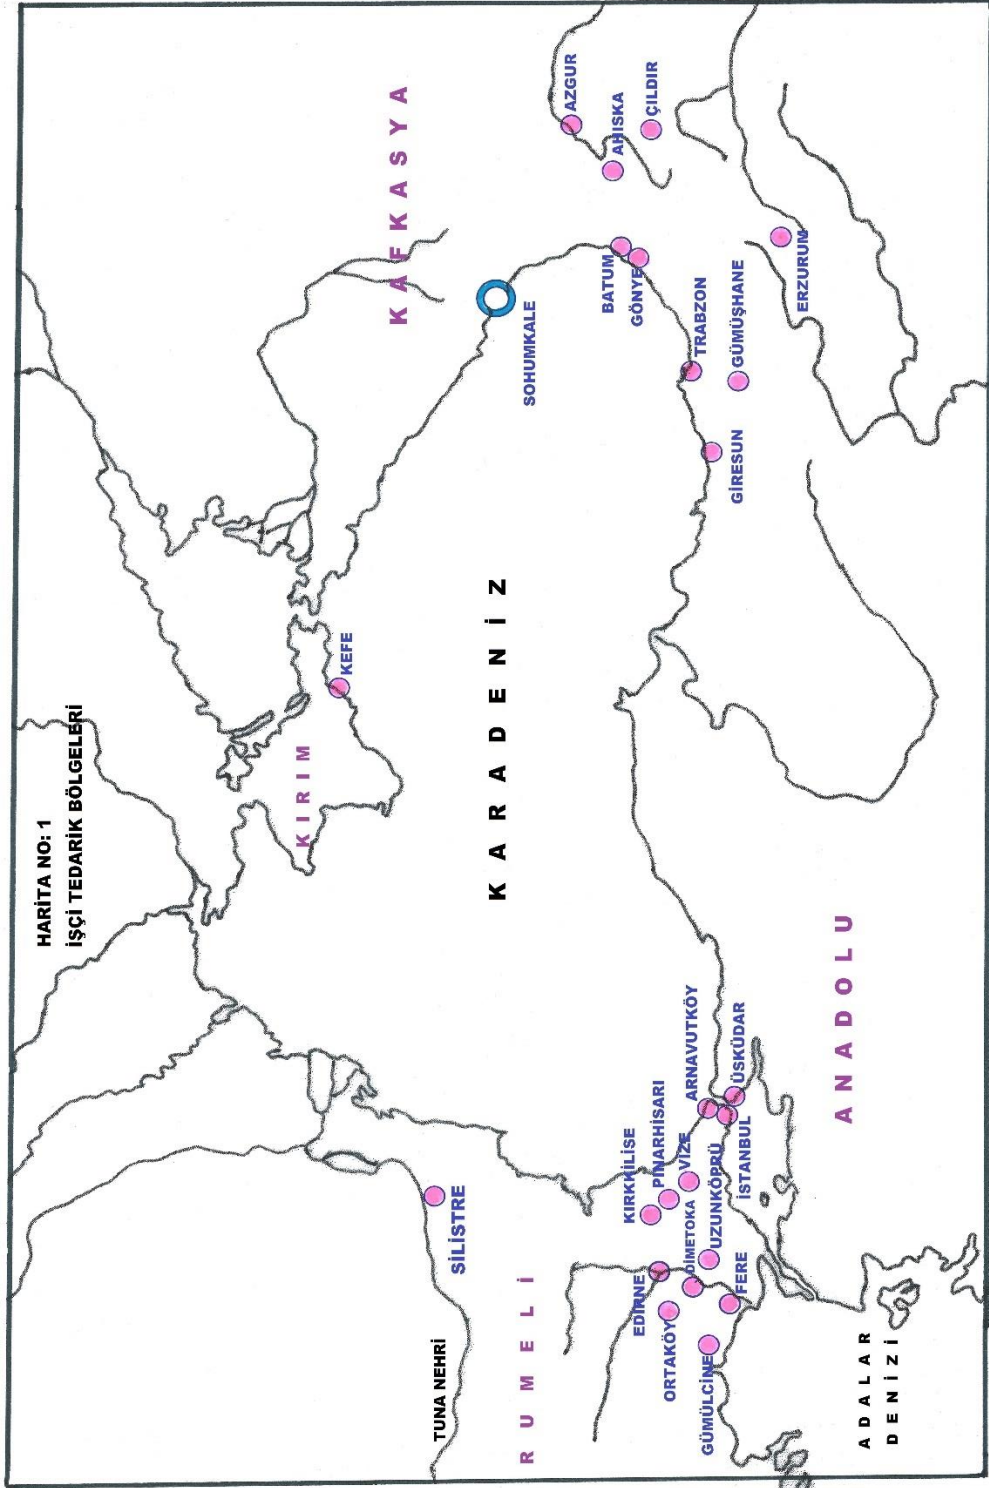 HARİTA NO: 1
İŞÇİ TEDARİK BÖLGELERİ
KAFKASYA
KIRIM
KARADENİZ
RUMELİ
ANADOLU
ADALAR
DENİZİ
TUNA NEHRİ
SİLİSTRE
KEFE
SOHUMKALE
AZGUR
AHISKA
ÇILDIR
BATUM
GÖNYE
TRABZON
GÜMÜŞHANE
ERZURUM
GİRESUN
KIRKKİLİSE
PINARHİSARI
VİZE
ARNAVUTKÖY
ÜSKÜDAR
İSTANBUL
UZUNKÖPRÜ
DİMETOKA
EDİRNE
ORTAKÖY
FERE
GÜMÜLCİNE